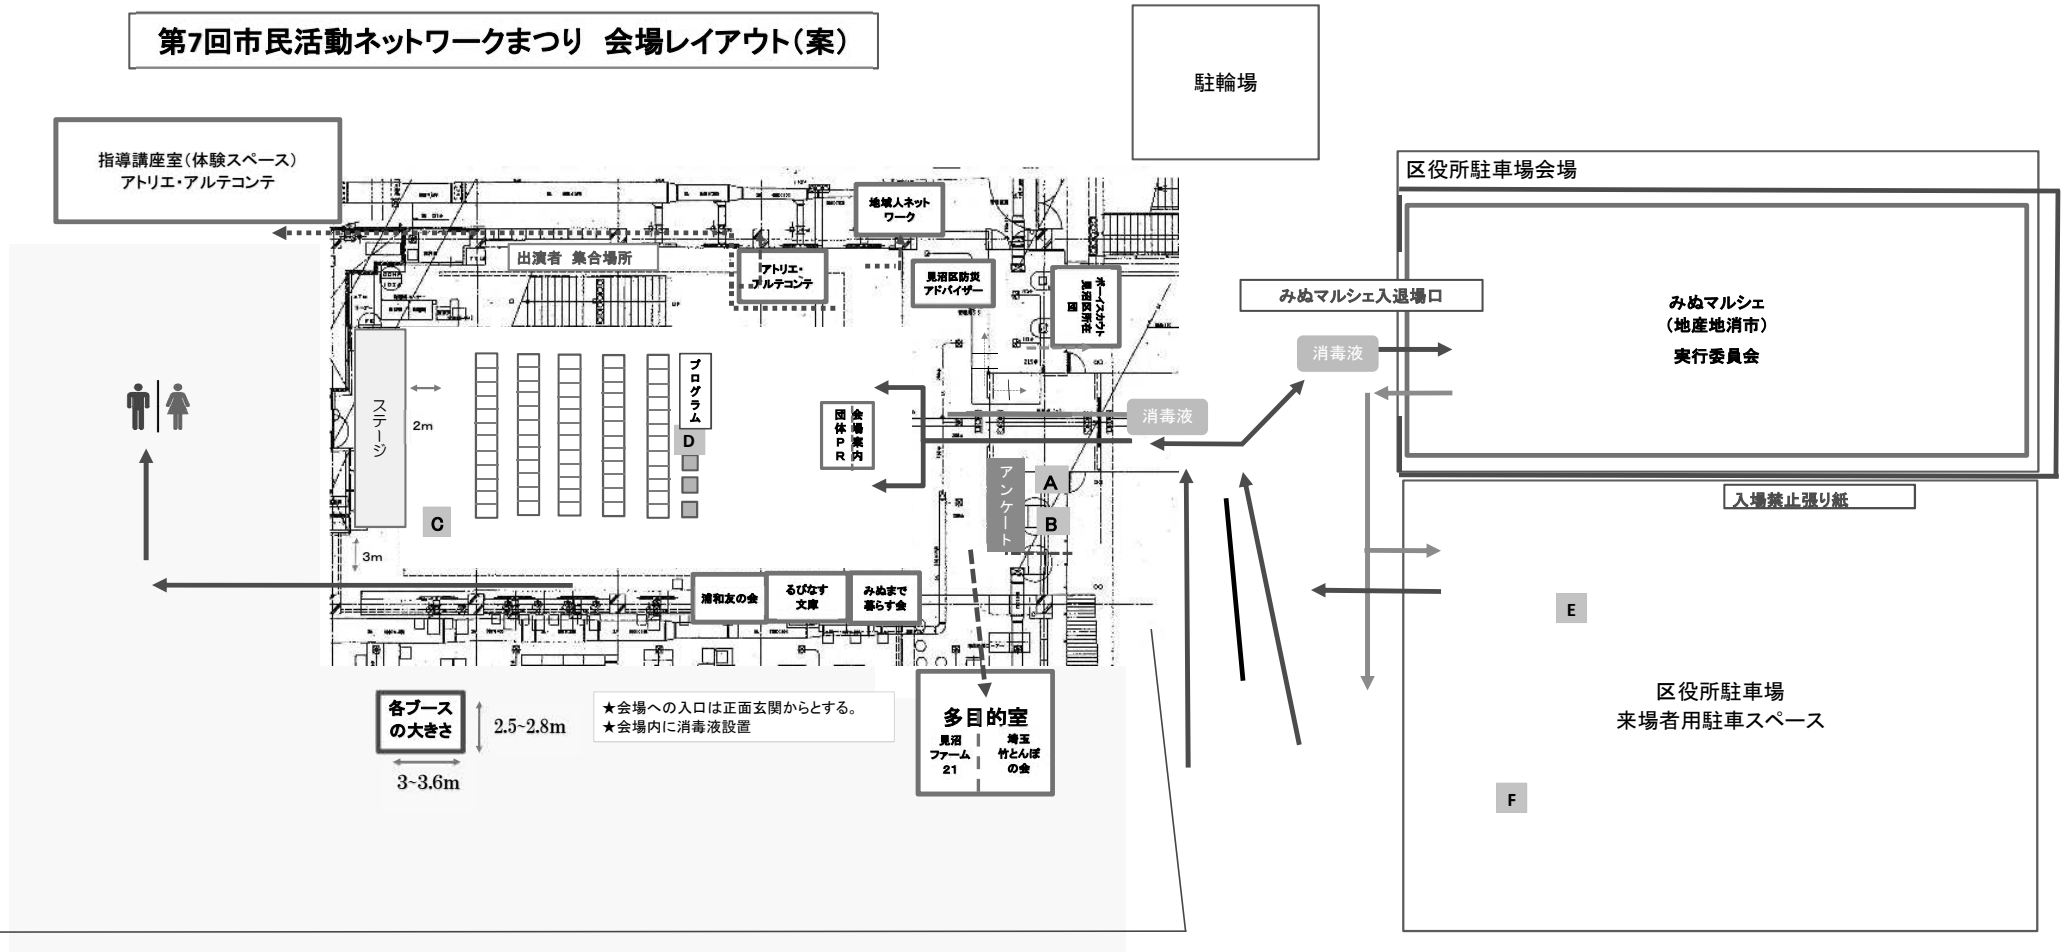 第7回市民活動ネットワークまつり 会場レイアウト（案）
駐輪場
指導講座室（体験スペース）
アトリエ・アルテコンテ
区役所駐車場会場
地域人ネット
ワーク
出演者 集合場所
アトリエ・
アルテコンテ
見沼区防災
アドバイザー
ボーイスカウト
見沼区所在
団
みぬマルシェ入退場口
みぬマルシェ
（地産地消市）
実行委員会
消毒液
消毒液
ステージ
2m
3m
プログラム
会場案内
団体PR
アンケート
A
B
C
D
入場禁止張り紙
浦和友の会
るぴなす
文庫
みぬまで
暮らす会
E
F
区役所駐車場
来場者用駐車スペース
各ブース
の大きさ
2.5~2.8m
3~3.6m
★会場への入口は正面玄関からとする。
★会場内に消毒液設置
多目的室
見沼
ファーム
21
埼玉
竹とんぼ
の会
UP